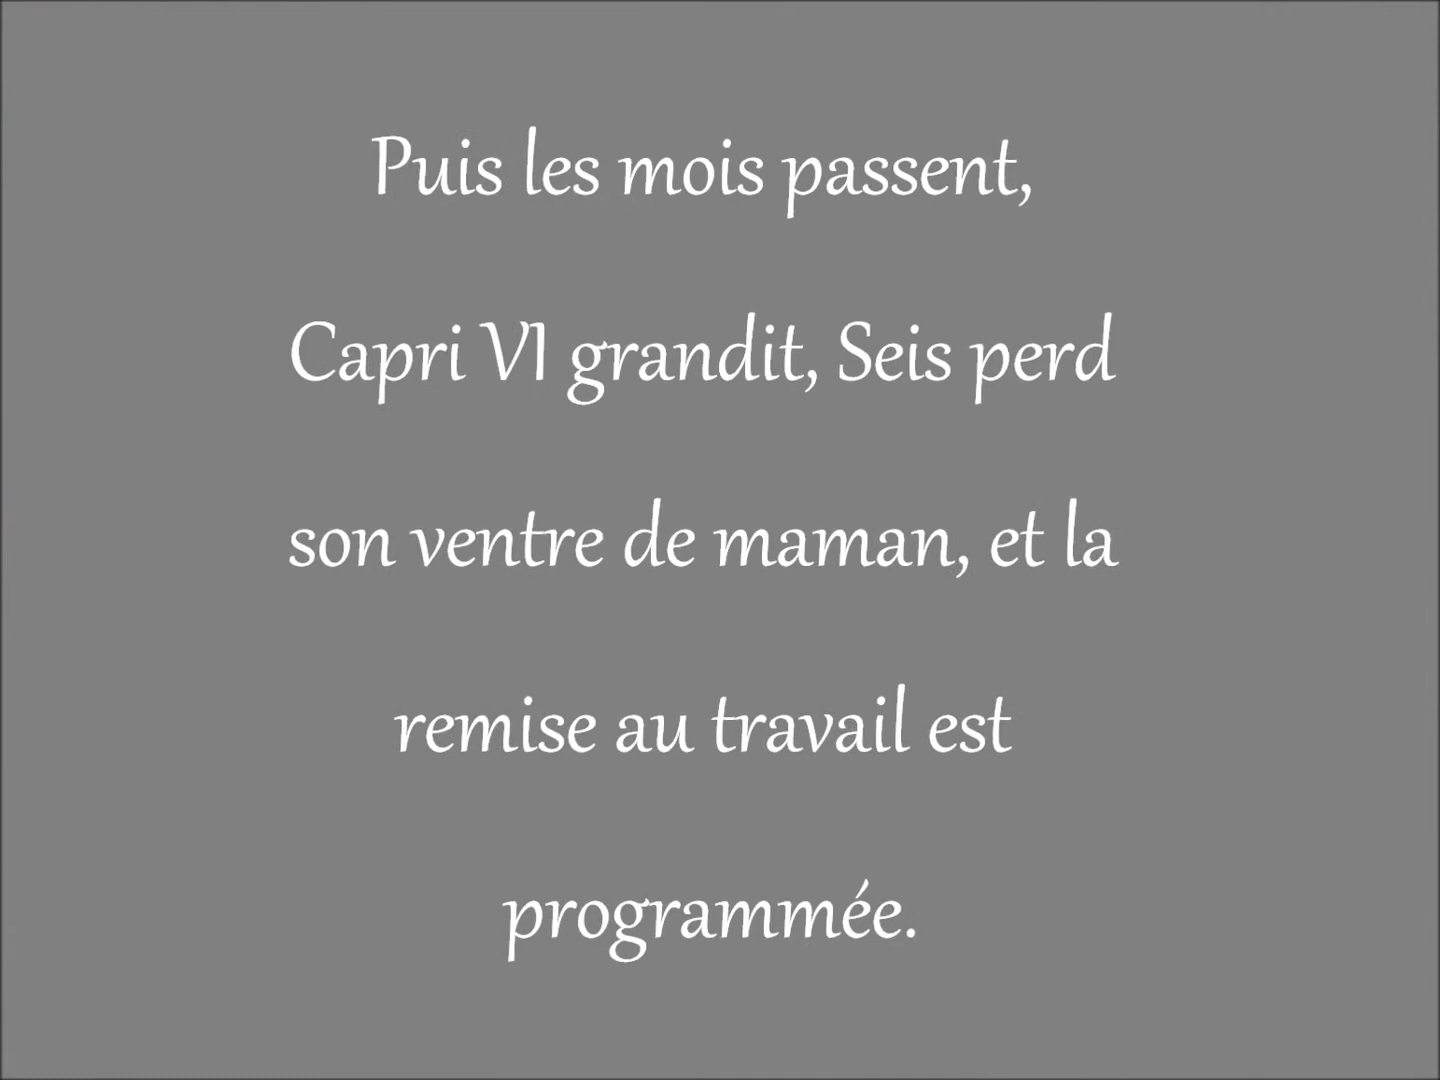 Puis les mois passent,
Capri VI grandit, Seis perd
son ventre de maman, et la
remise au travail est
programmée.